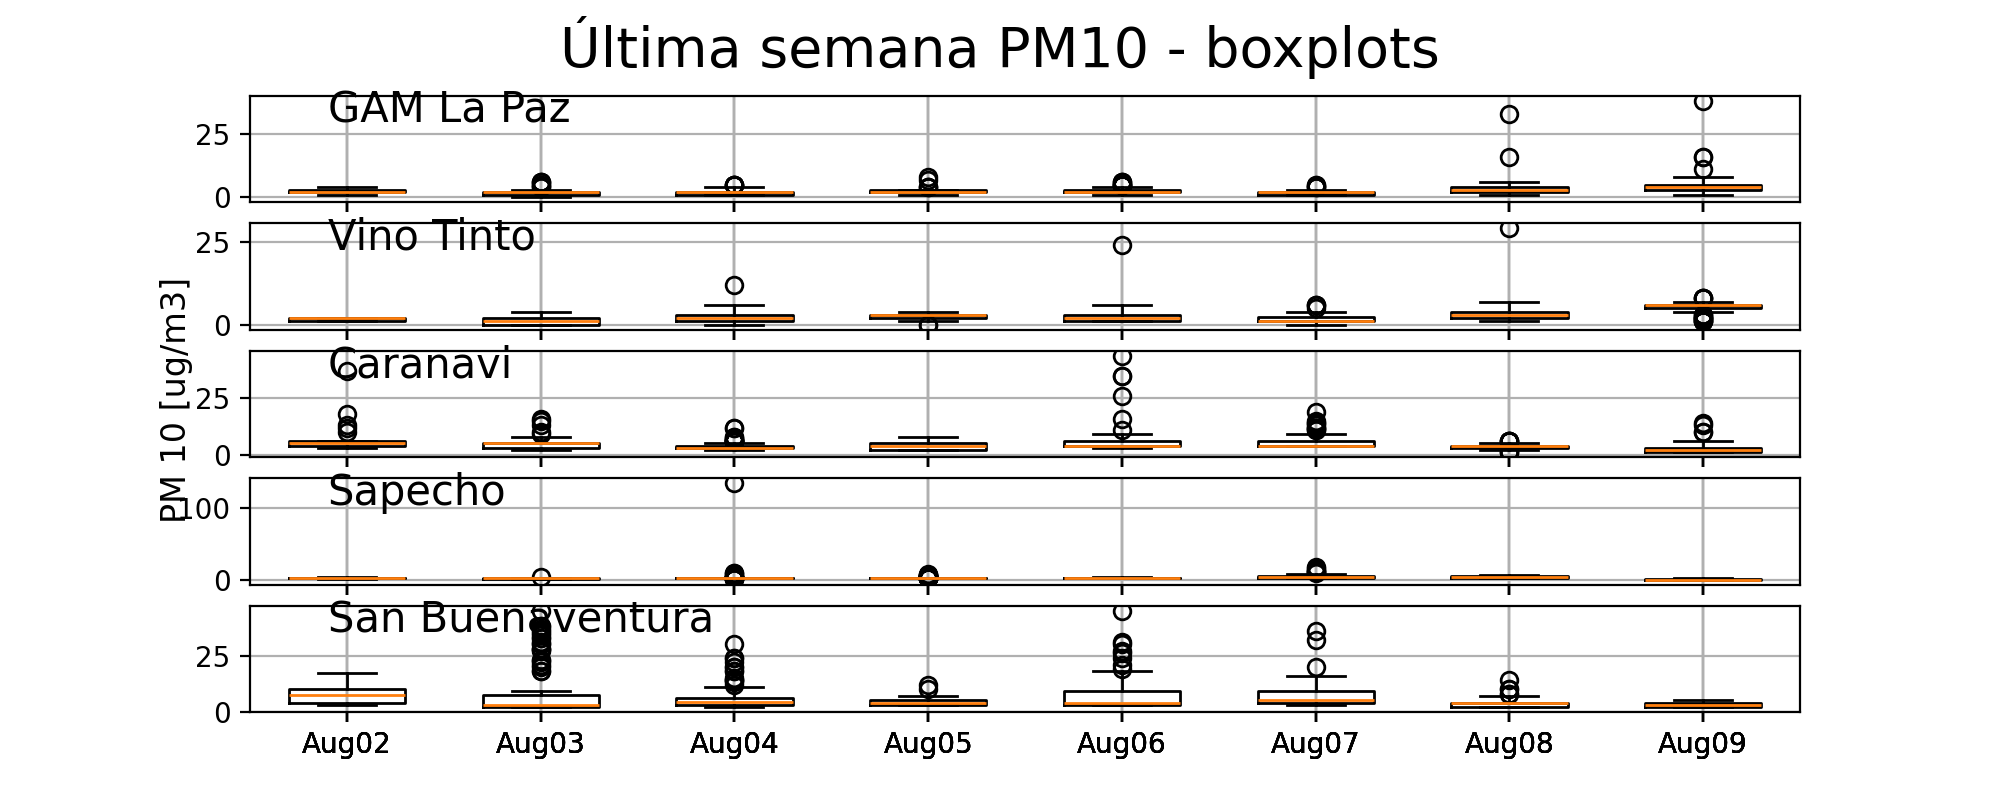 Última semana PM10 - boxplots
GAM La Paz
25
0
Vino Tinto
25
0
PM 10 [ug/m3]
Caranavi
25
0
Sapecho
100
0
San Buenaventura
25
0
Aug02 Aug03 Aug04 Aug05 Aug06 Aug07 Aug08 Aug09